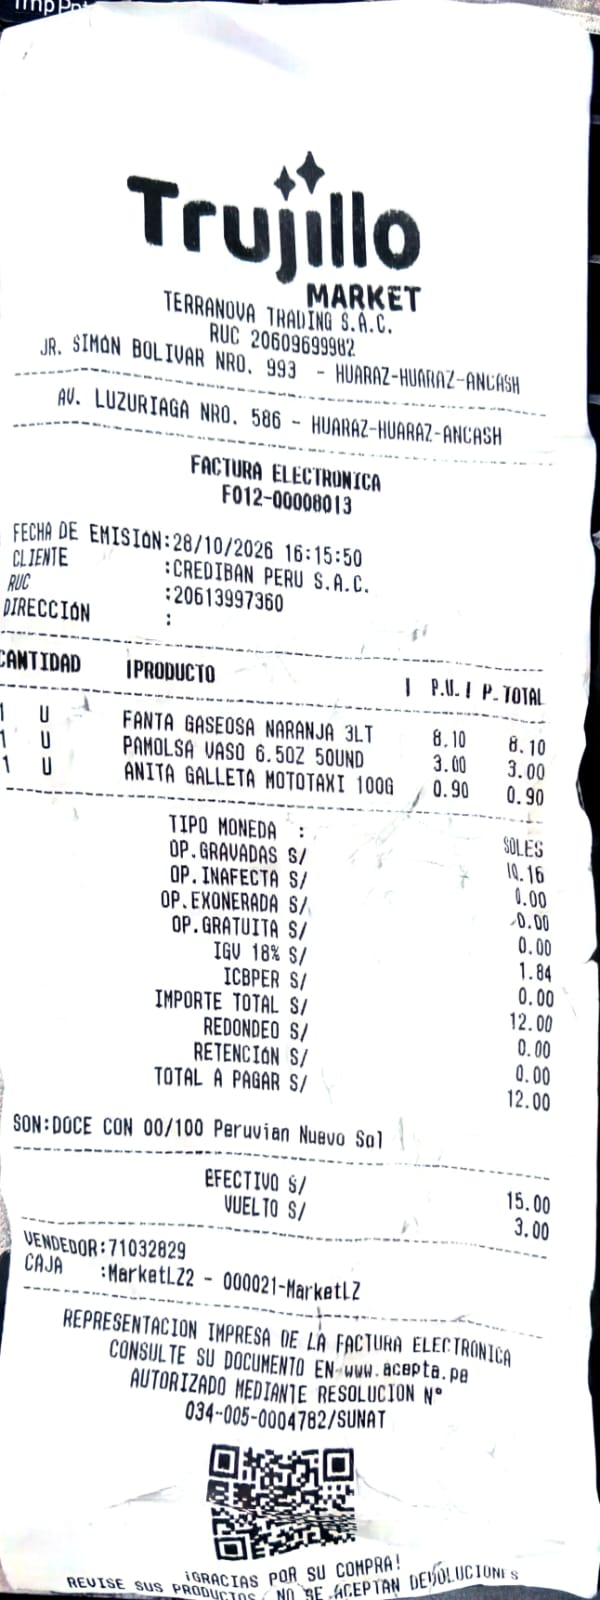 Trujillo
MARKET
TERRANOVA TRADING S.A.C.
RUC 20609699982
JR. SIMÓN BOLIVAR NRO. 993 - HUARAZ-HUARAZ-ANCASH
AV. LUZURIAGA NRO. 586 - HUARAZ-HUARAZ-ANCASH
FACTURA ELECTRONICA
F012-00008013
FECHA DE EMISIÓN:28/10/2026 16:15:50
CLIENTE :CREDIBAN PERU S.A.C.
RUC :20613997360
DIRECCIÓN :
CANTIDAD |PRODUCTO | P.U.| P.TOTAL
1 U FANTA GASEOSA NARANJA 3LT 8.10 8.10
1 U PAMOLSA VASO 6.5OZ 50UND 3.00 3.00
1 U ANITA GALLETA MOTOTAXI 100G 0.90 0.90
TIPO MONEDA : SOLES
OP.GRAVADAS S/ 10.16
OP.INAFECTA S/ 0.00
OP.EXONERADA S/ 0.00
OP.GRATUITA S/ 0.00
IGV 18% S/ 1.84
ICBPER S/ 0.00
IMPORTE TOTAL S/ 12.00
REDONDEO S/ 0.00
RETENCIÓN S/ 0.00
TOTAL A PAGAR S/ 12.00
SON:DOCE CON 00/100 Peruvian Nuevo Sol
EFECTIVO S/ 15.00
VUELTO S/ 3.00
VENDEDOR:71032829
CAJA :MarketLZ2 - 000021-MarketLZ
REPRESENTACION IMPRESA DE LA FACTURA ELECTRONICA
CONSULTE SU DOCUMENTO EN www.acepta.pe
AUTORIZADO MEDIANTE RESOLUCION N°
034-005-0004782/SUNAT
¡GRACIAS POR SU COMPRA!
REVISE SUS PRODUCTOS, NO SE ACEPTAN DEVOLUCIONES